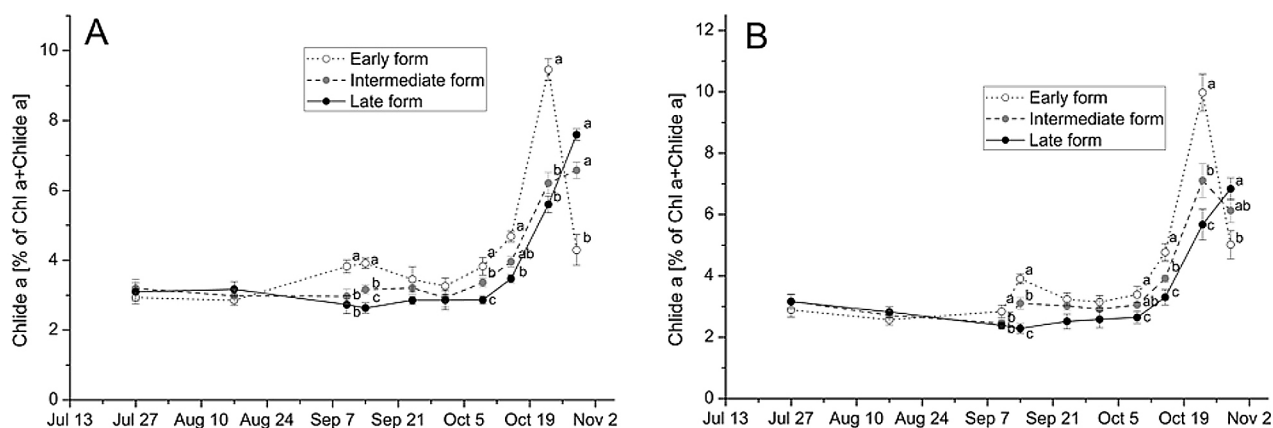 A
Chlide a [% of Chl a+Chlide a]
10
8
6
4
2
0
Early form
Intermediate form
Late form
a
a
a
b
a
a
b
b
b
b
c
a
b
c
a
ab
b
b
b
Jul 13
Jul 27
Aug 10
Aug 24
Sep 7
Sep 21
Oct 5
Oct 19
Nov 2
B
Chlide a [% of Chl a+Chlide a]
12
10
8
6
4
2
0
Early form
Intermediate form
Late form
a
b
c
a
ab
b
a
b
b
a
b
c
a
ab
c
a
b
c
Jul 13
Jul 27
Aug 10
Aug 24
Sep 7
Sep 21
Oct 5
Oct 19
Nov 2